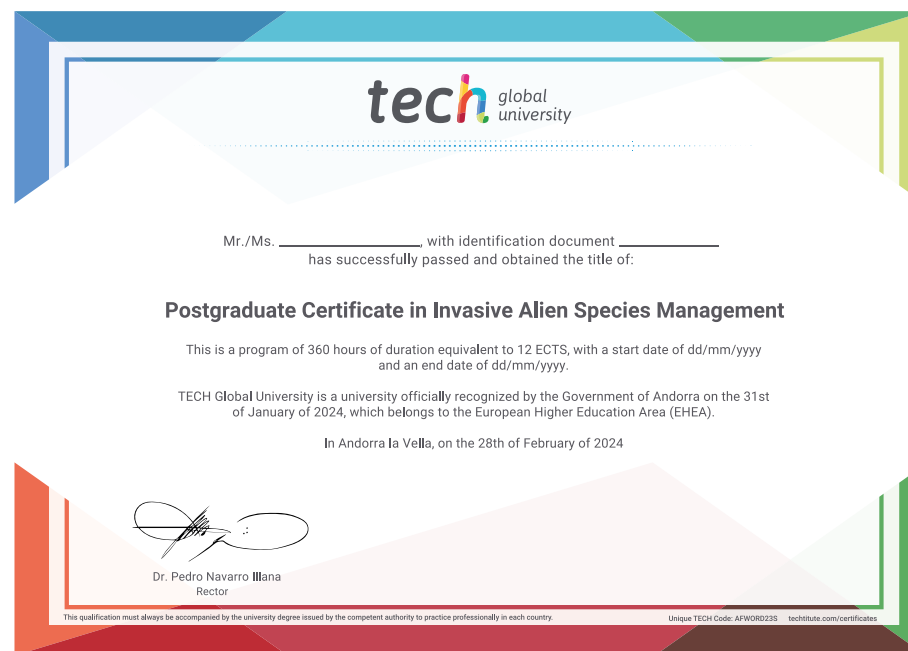 tech global university
Mr./Ms. ____________________, with identification document ______________
has successfully passed and obtained the title of:
Postgraduate Certificate in Invasive Alien Species Management
This is a program of 360 hours of duration equivalent to 12 ECTS, with a start date of dd/mm/yyyy
and an end date of dd/mm/yyyy.
TECH Global University is a university officially recognized by the Government of Andorra on the 31st
of January of 2024, which belongs to the European Higher Education Area (EHEA).
In Andorra la Vella, on the 28th of February of 2024
Dr. Pedro Navarro Illana
Rector
This qualification must always be accompanied by the university degree issued by the competent authority to practice professionally in each country.
Unique TECH Code: AFWORD23S techtitute.com/certificates